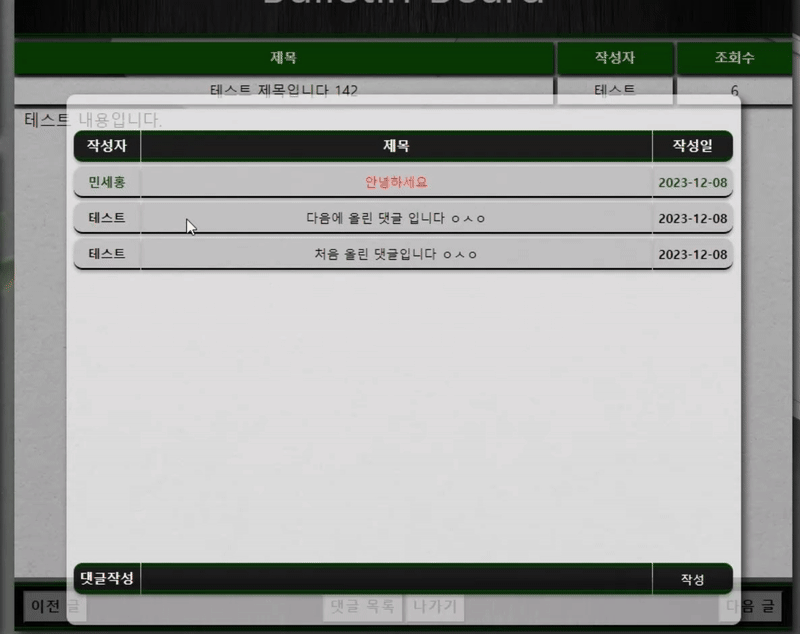 Bulletin Board
제목 작성자 조회수
테스트 제목입니다 142 테스트 6
테스트 내용입니다.
작성자 제목 작성일
민세홍 안녕하세요 2023-12-08
테스트 다음에 올린 댓글 입니다 ㅇㅅㅇ 2023-12-08
테스트 처음 올린 댓글입니다 ㅇㅅㅇ 2023-12-08
댓글작성 작성
이전 글 댓글 목록 나가기 다음 글